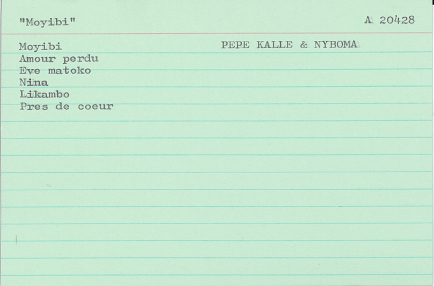 "Moyibi" A 20428
Moyibi PEPE KALLE & NYBOMA
Amour perdu
Eve matoko
Nina
Likambo
Pres de coeur